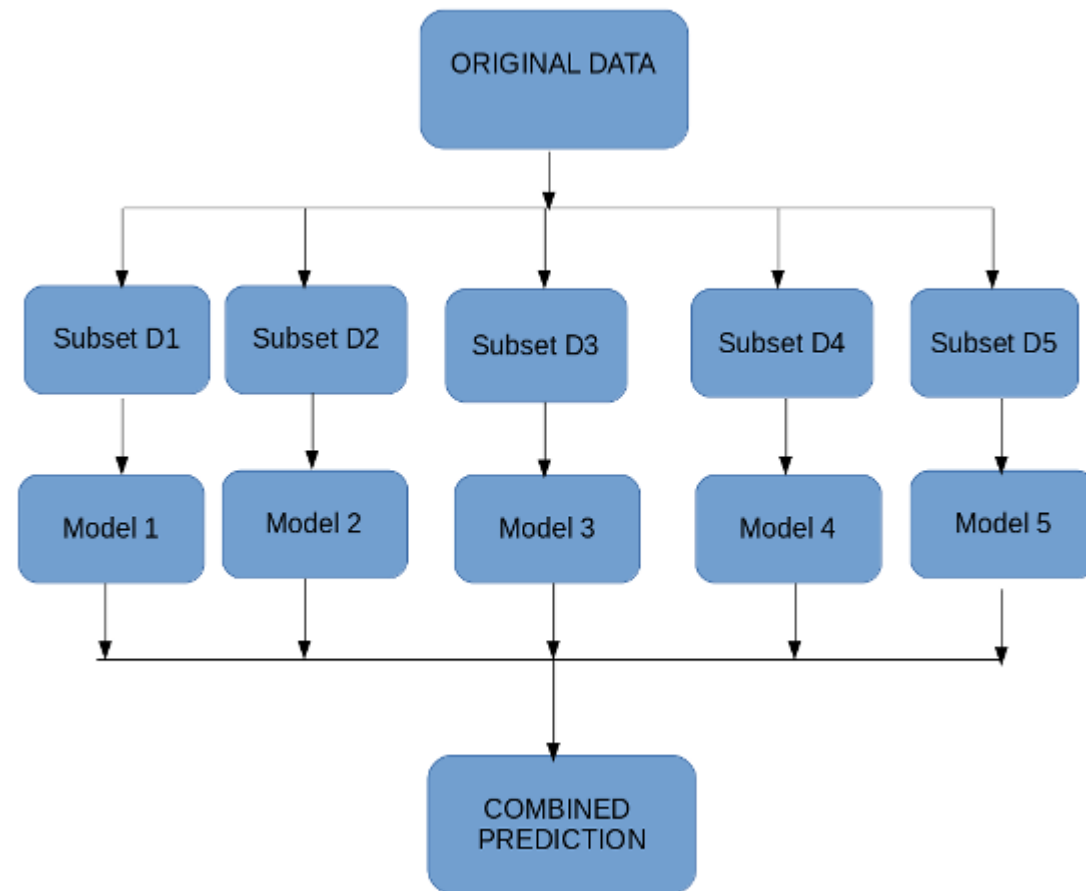 ORIGINAL DATA
Subset D1
Subset D2
Subset D3
Subset D4
Subset D5
Model 1
Model 2
Model 3
Model 4
Model 5
COMBINED
PREDICTION